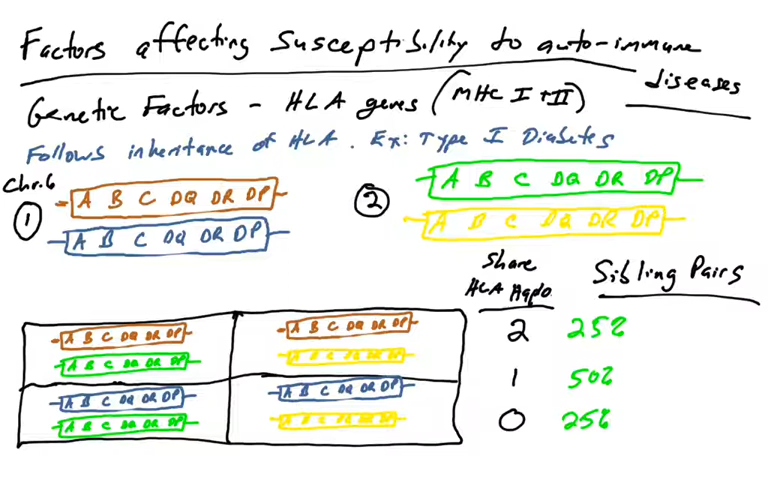 Factors affecting Susceptibility to auto-immune
diseases
Genetic Factors - HLA genes (MHC I + II)
Follows inheritance of HLA. Ex: Type I Diabetes
Chr. 6
1 A B C DQ DR DP
A B C DQ DR DP
2 A B C DQ DR DP
A B C DQ DR DP
Share
HLA Haplo.
Sibling Pairs
A B C DQ DR DP
A B C DQ DR DP
A B C DQ DR DP
A B C DQ DR DP
A B C DQ DR DP
A B C DQ DR DP
A B C DQ DR DP
A B C DQ DR DP
2 25%
1 50%
0 25%